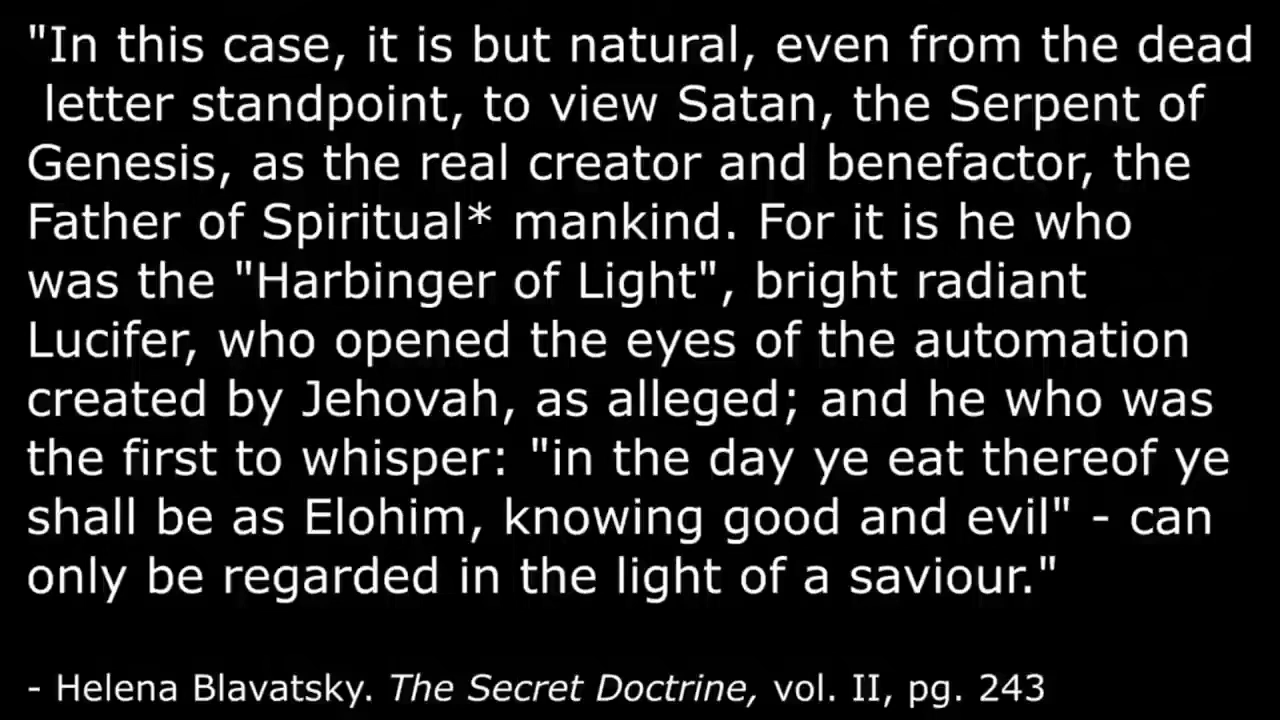 "In this case, it is but natural, even from the dead
letter standpoint, to view Satan, the Serpent of
Genesis, as the real creator and benefactor, the
Father of Spiritual* mankind. For it is he who
was the "Harbinger of Light", bright radiant
Lucifer, who opened the eyes of the automation
created by Jehovah, as alleged; and he who was
the first to whisper: "in the day ye eat thereof ye
shall be as Elohim, knowing good and evil" - can
only be regarded in the light of a saviour."
- Helena Blavatsky. The Secret Doctrine, vol. II, pg. 243